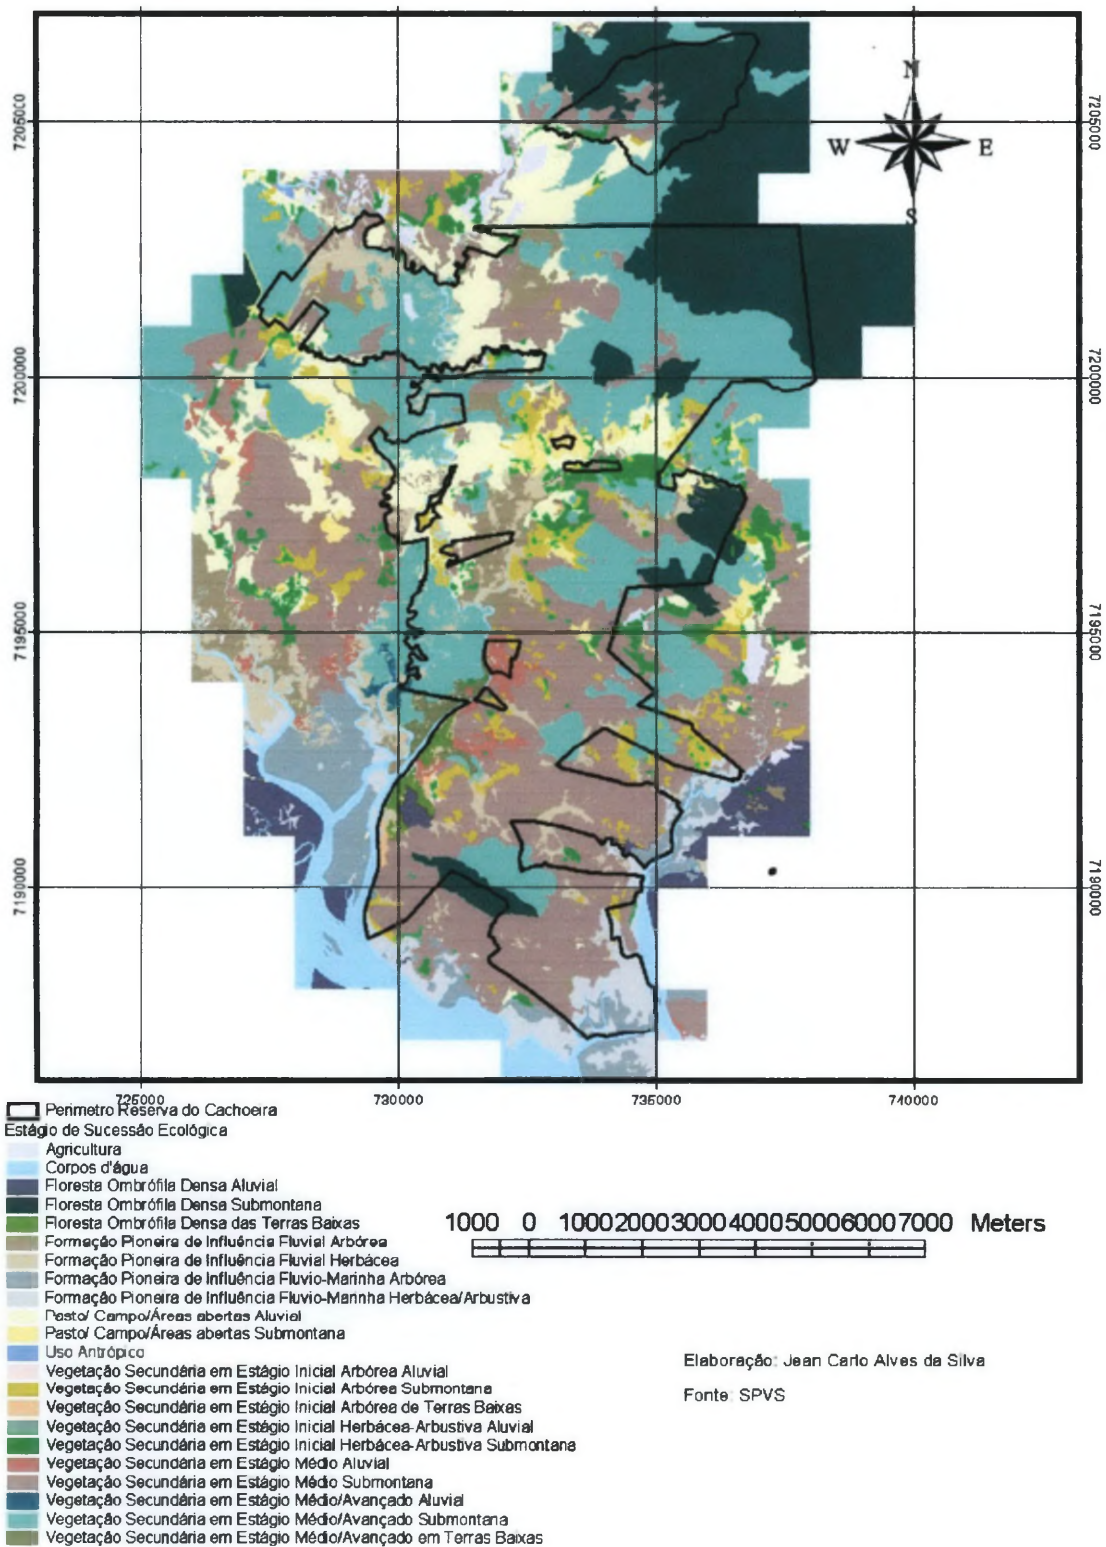 N
W E
S
7205000 7205000
7200000 7200000
7195000 7195000
7190000 7190000
725000 730000 735000 740000
Perimetro Reserva do Cachoeira
Estágio de Sucessão Ecológica
Agricultura
Corpos d'água
Floresta Ombrófila Densa Aluvial
Floresta Ombrófila Densa Submontana
Floresta Ombrófila Densa das Terras Baixas
Formação Pioneira de Influência Fluvial Arbórea
Formação Pioneira de Influência Fluvial Herbácea
Formação Pioneira de Influência Fluvio-Marinha Arbórea
Formação Pioneira de Influência Fluvio-Marinha Herbácea/Arbustiva
Pasto/ Campo/Áreas abertas Aluvial
Pasto/ Campo/Áreas abertas Submontana
Uso Antrópico
Vegetação Secundária em Estágio Inicial Arbórea Aluvial
Vegetação Secundária em Estágio Inicial Arbórea Submontana
Vegetação Secundária em Estágio Inicial Arbórea de Terras Baixas
Vegetação Secundária em Estágio Inicial Herbácea-Arbustiva Aluvial
Vegetação Secundária em Estágio Inicial Herbácea-Arbustiva Submontana
Vegetação Secundária em Estágio Médio Aluvial
Vegetação Secundária em Estágio Médio Submontana
Vegetação Secundária em Estágio Médio/Avançado Aluvial
Vegetação Secundária em Estágio Médio/Avançado Submontana
Vegetação Secundária em Estágio Médio/Avançado em Terras Baixas
1000 0 1000 2000 3000 4000 5000 6000 7000 Meters
Elaboração: Jean Carlo Alves da Silva
Fonte: SPVS